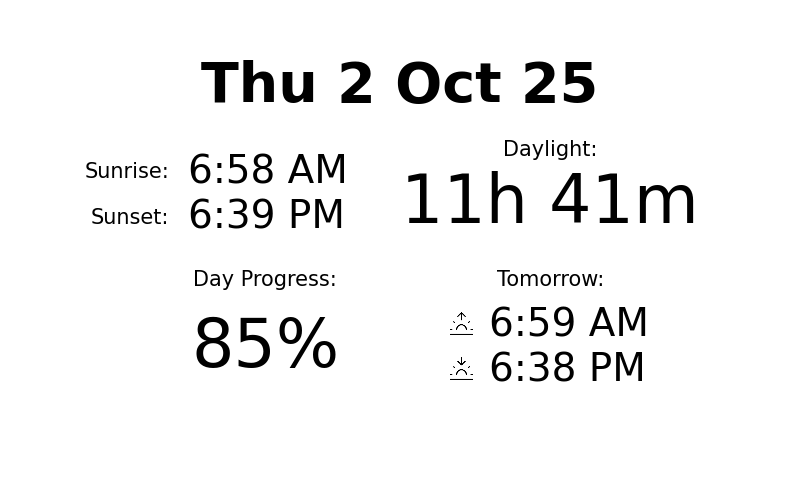 Thu 2 Oct 25
Sunrise: 6:58 AM
Sunset: 6:39 PM
Daylight:
11h 41m
Day Progress:
85%
Tomorrow:
6:59 AM
6:38 PM